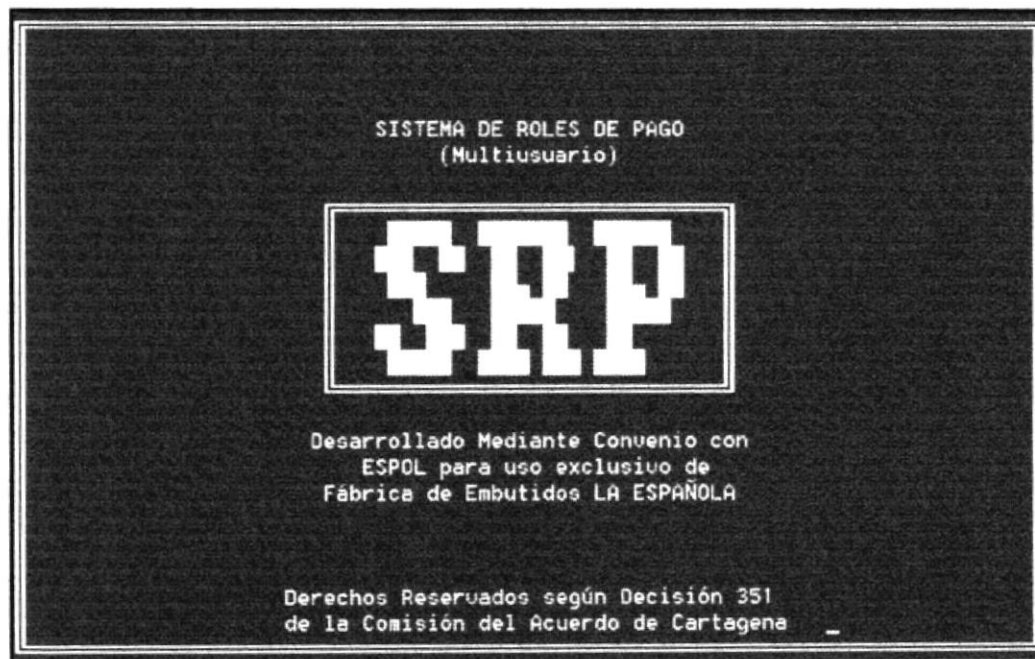 SISTEMA DE ROLES DE PAGO
(Multiusuario)
SRP
Desarrollado Mediante Convenio con
ESPOL para uso exclusivo de
Fábrica de Embutidos LA ESPAÑOLA
Derechos Reservados según Decisión 351
de la Comisión del Acuerdo de Cartagena _